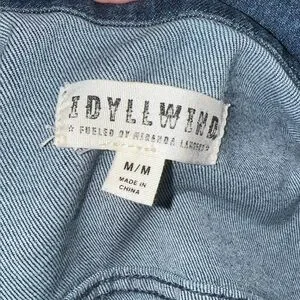 IDYLLWIND
☆ FUELED BY MIRANDA LAMBERT ☆
M/M
MADE IN
CHINA